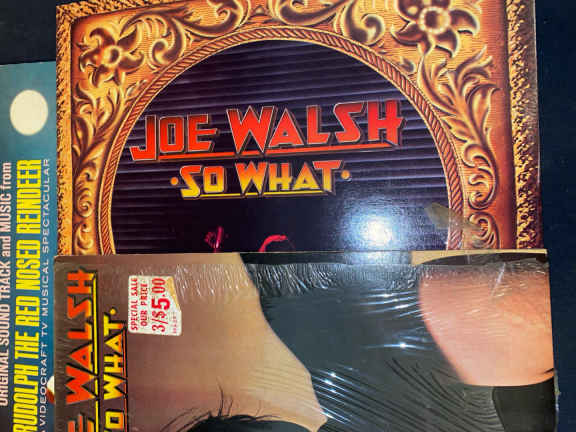 JOE WALSH
·SO WHAT·
ORIGINAL SOUND TRACK and MUSIC from
RUDOLPH THE RED NOSED REINDEER
A VIDEOCRAFT TV MUSICAL SPECTACULAR
E WALSH
O WHAT·
SPECIAL SALE
OUR PRICE
3/$5.00